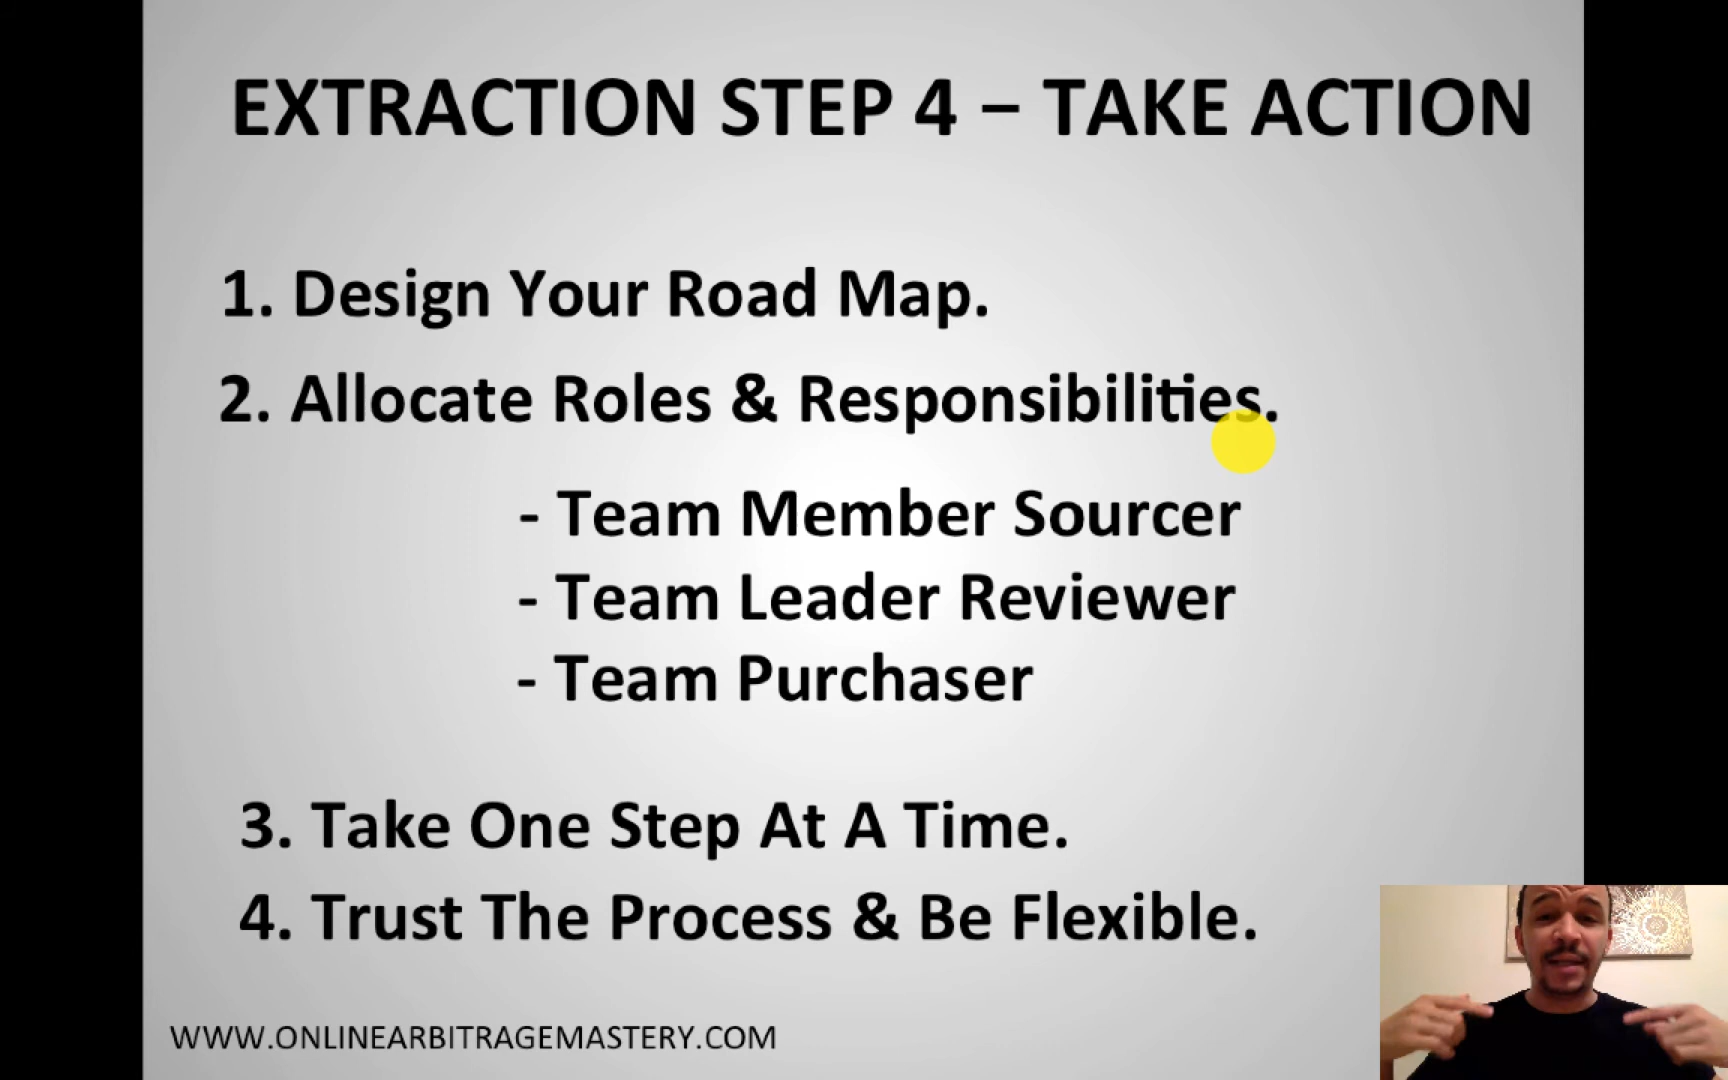 EXTRACTION STEP 4 – TAKE ACTION
1. Design Your Road Map.
2. Allocate Roles & Responsibilities.
- Team Member Sourcer
- Team Leader Reviewer
- Team Purchaser
3. Take One Step At A Time.
4. Trust The Process & Be Flexible.
WWW.ONLINEARBITRAGEMASTERY.COM